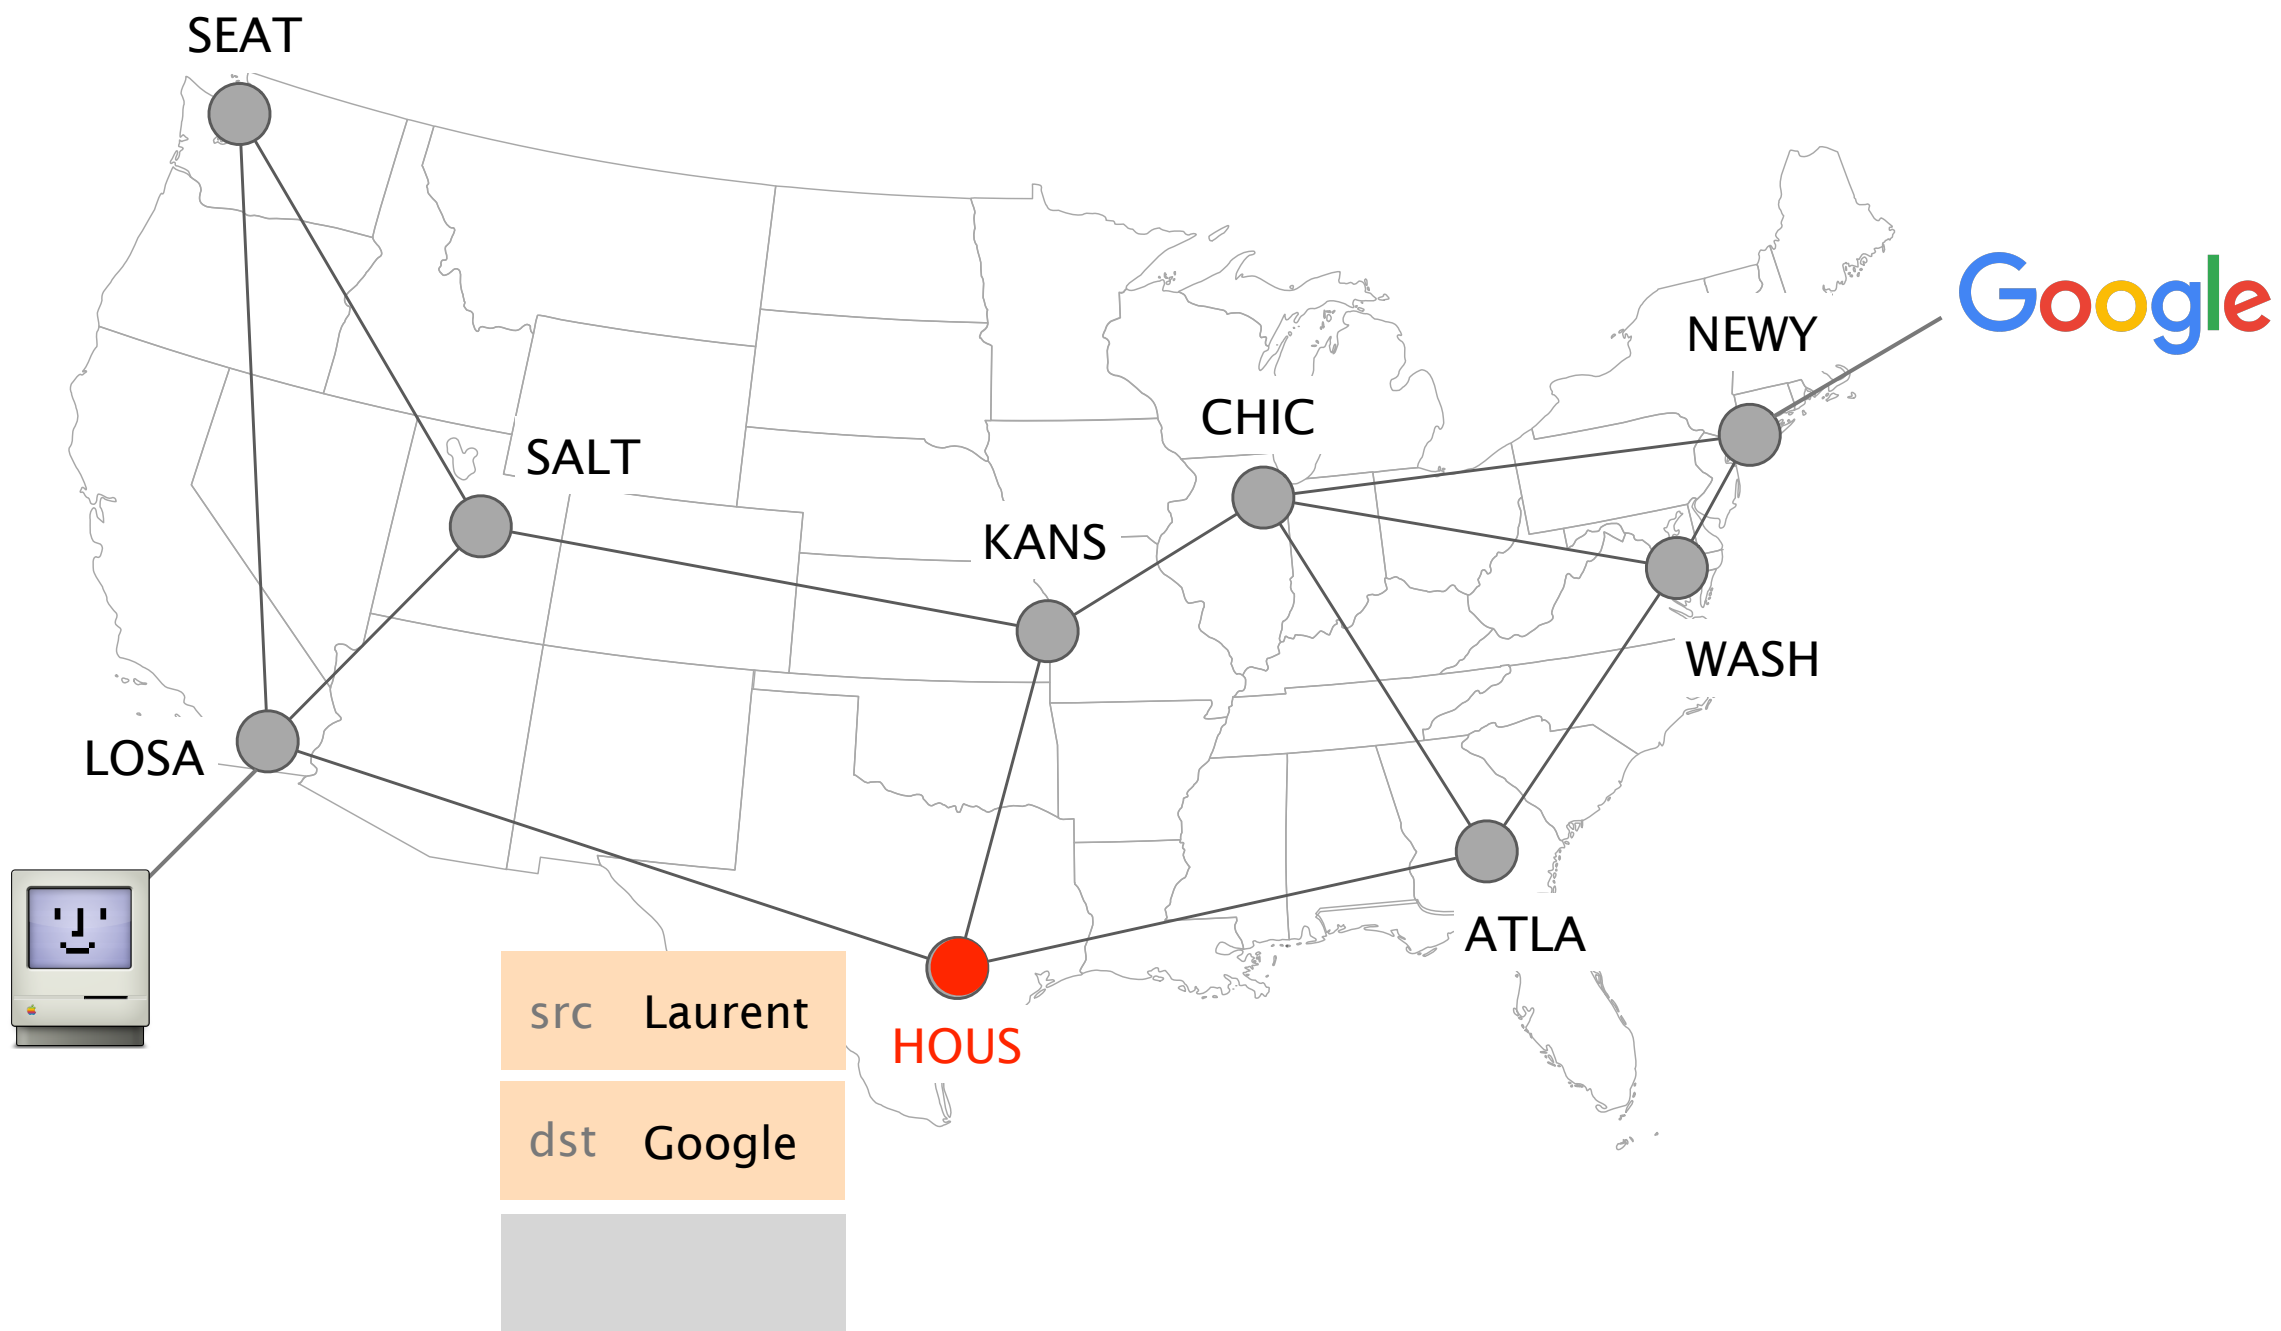 SEAT
Google
NEWY
CHIC
SALT
KANS
WASH
LOSA
ATLA
src Laurent
HOUS
dst Google